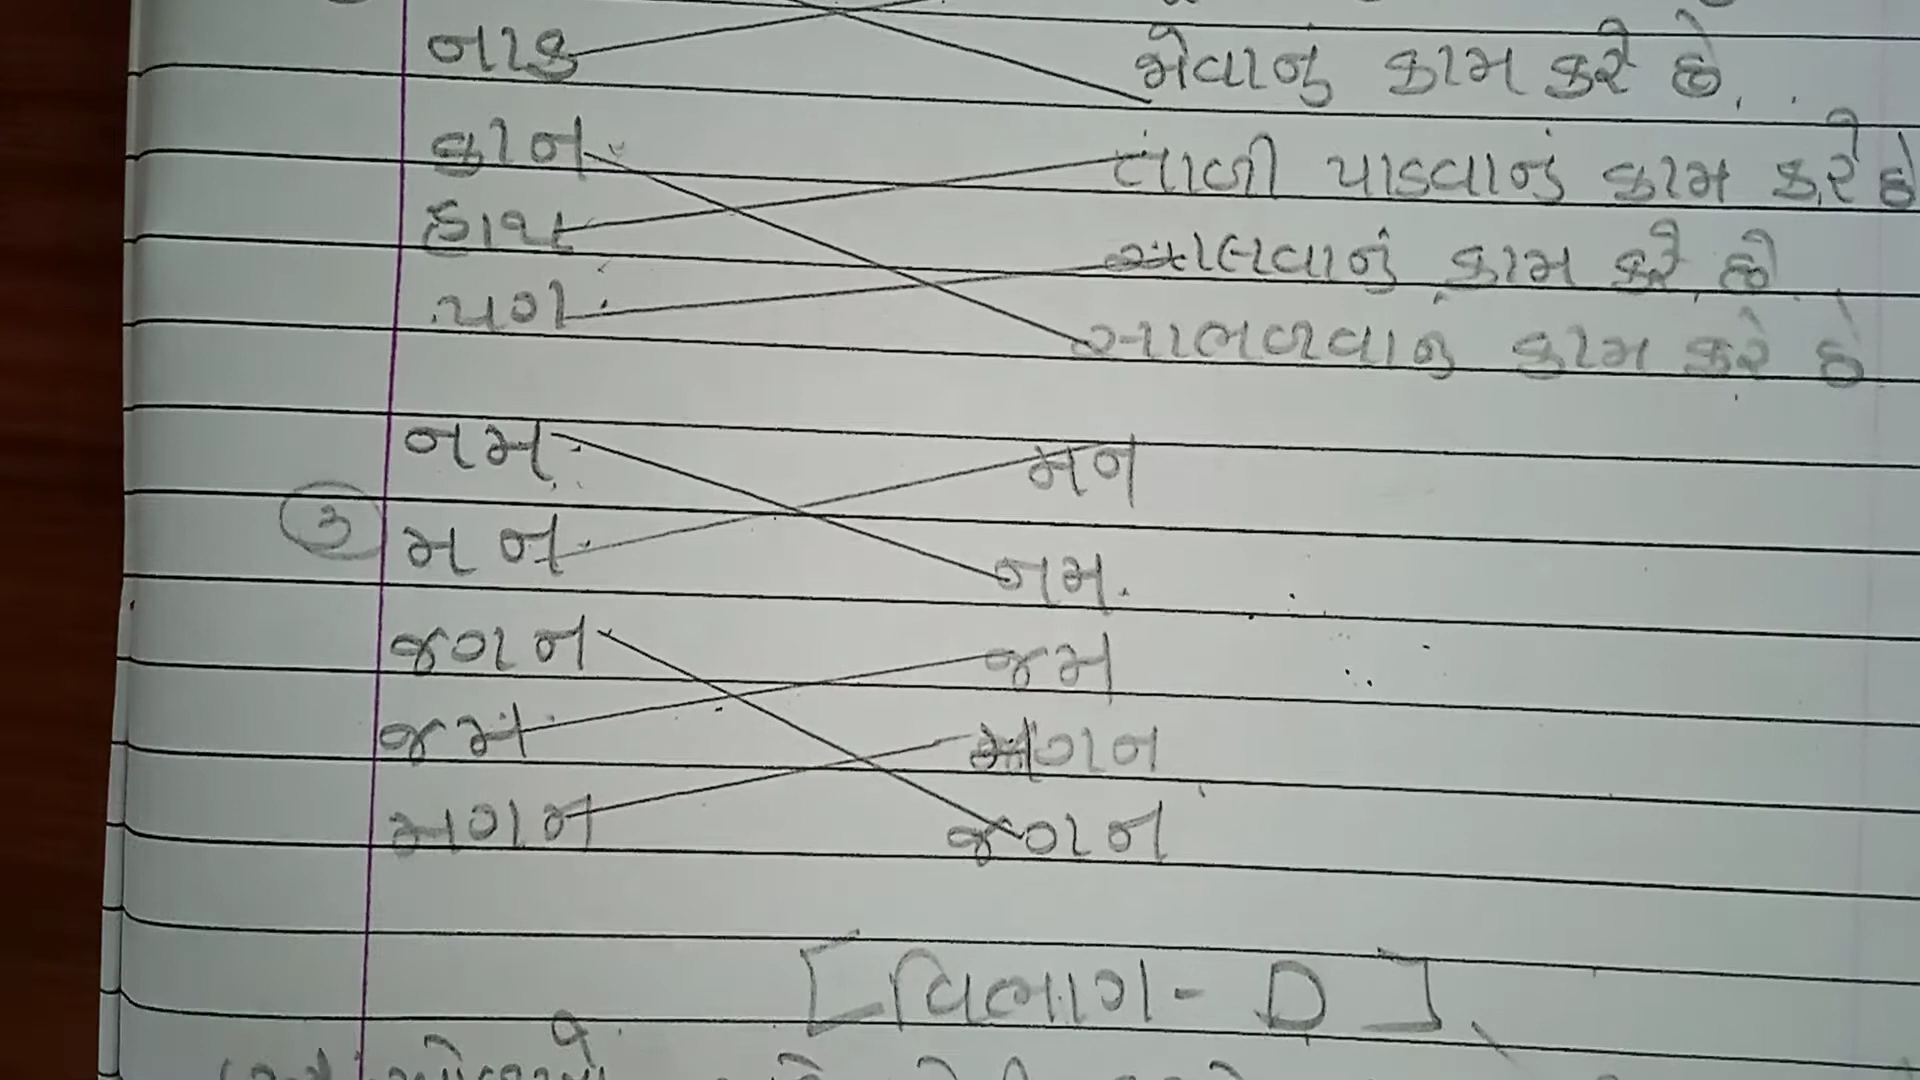 નાક જોવાનું કામ કરે છે.
કાન તાળી પાડવાનું કામ કરે છે
હાથ ચાલવાનું કામ કરે છે
પગ સાભળવાનું કામ કરે છે
નમ મન
૩ મન નમ.
જગન જમ
જમ મગન
મગન જગન
[વિભાગ - D]